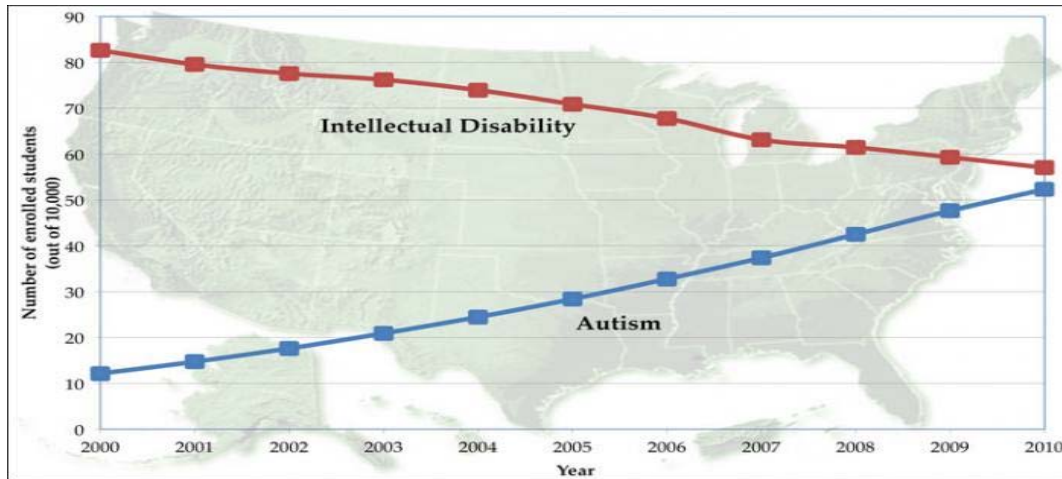 90
80
70
60
50
40
30
20
10
0
Number of enrolled students
(out of 10,000)
Intellectual Disability
Autism
2000 2001 2002 2003 2004 2005 2006 2007 2008 2009 2010
Year